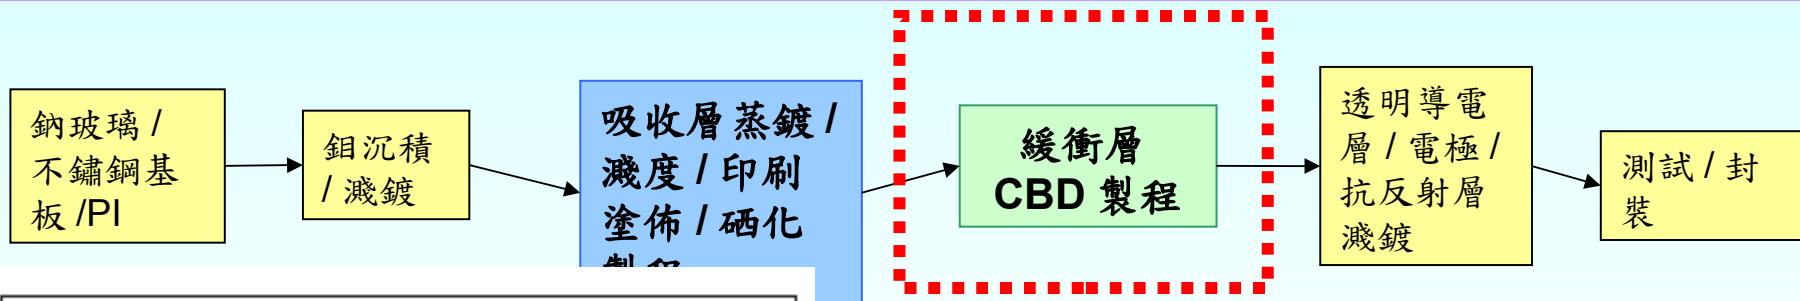 鈉玻璃 /
不鏽鋼基
板 /PI
鉬沉積
/ 濺鍍
吸收層蒸鍍 /
濺度 / 印刷
塗佈 / 硒化
製程
緩衝層
CBD 製程
透明導電
層 / 電極 /
抗反射層
濺鍍
測試 / 封
裝